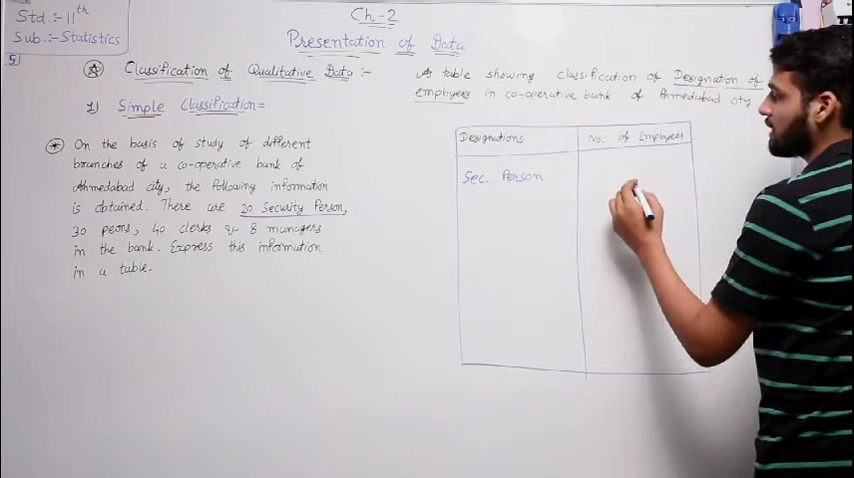 Std :- 11th
Sub :- Statistics
5
Ch-2
Presentation of Data
Classification of Qualitative Data :-
1) Simple Classification =
On the basis of study of different
branches of a co-operative bank of
Ahmedabad city, the following information
is obtained. There are 20 Security Person,
30 peons, 40 clerks & 8 managers
in the bank. Express this information
in a table.
A table showing classification of Designation of
employees in co-operative bank of Ahmedabad city
Designations No. of Employees
Sec. Person